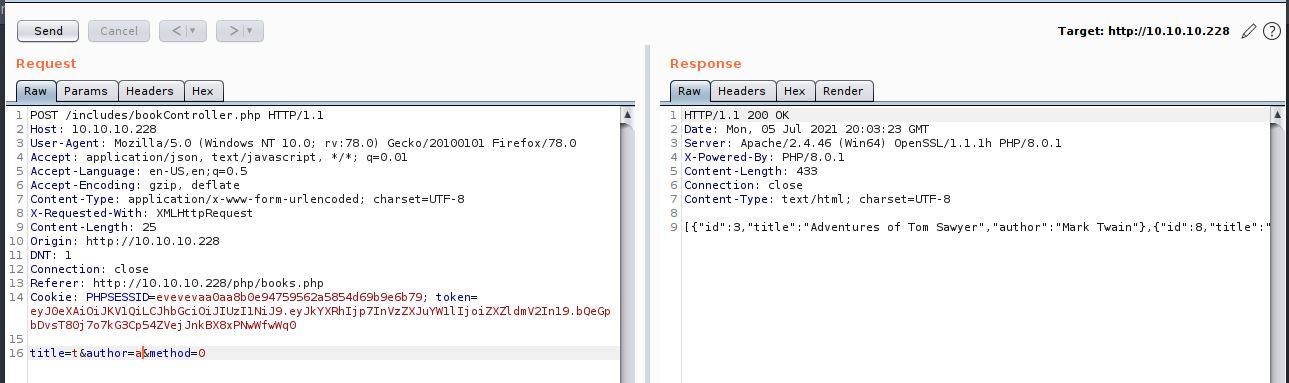 Send Cancel < > Target: http://10.10.10.228 ?
Request
Raw Params Headers Hex
1 POST /includes/bookController.php HTTP/1.1
2 Host: 10.10.10.228
3 User-Agent: Mozilla/5.0 (Windows NT 10.0; rv:78.0) Gecko/20100101 Firefox/78.0
4 Accept: application/json, text/javascript, */*; q=0.01
5 Accept-Language: en-US,en;q=0.5
6 Accept-Encoding: gzip, deflate
7 Content-Type: application/x-www-form-urlencoded; charset=UTF-8
8 X-Requested-With: XMLHttpRequest
9 Content-Length: 25
10 Origin: http://10.10.10.228
11 DNT: 1
12 Connection: close
13 Referer: http://10.10.10.228/php/books.php
14 Cookie: PHPSESSID=evevevaa0aa8b0e94759562a5854d69b9e6b79; token=
eyJ0eXAiOiJKV1QiLCJhbGciOiJIUzI1NiJ9.eyJkYXRhIjp7InVzZXJuYW1lIjoiZXZldmV2In19.bQeGp
bDvsT80j7o7kG3Cp54ZVejJnkBX8xPNwWfwWq0
15
16 title=t&author=a&method=0
Response
Raw Headers Hex Render
1 HTTP/1.1 200 OK
2 Date: Mon, 05 Jul 2021 20:03:23 GMT
3 Server: Apache/2.4.46 (Win64) OpenSSL/1.1.1h PHP/8.0.1
4 X-Powered-By: PHP/8.0.1
5 Content-Length: 433
6 Connection: close
7 Content-Type: text/html; charset=UTF-8
8
9 [{"id":3,"title":"Adventures of Tom Sawyer","author":"Mark Twain"},{"id":8,"title":"